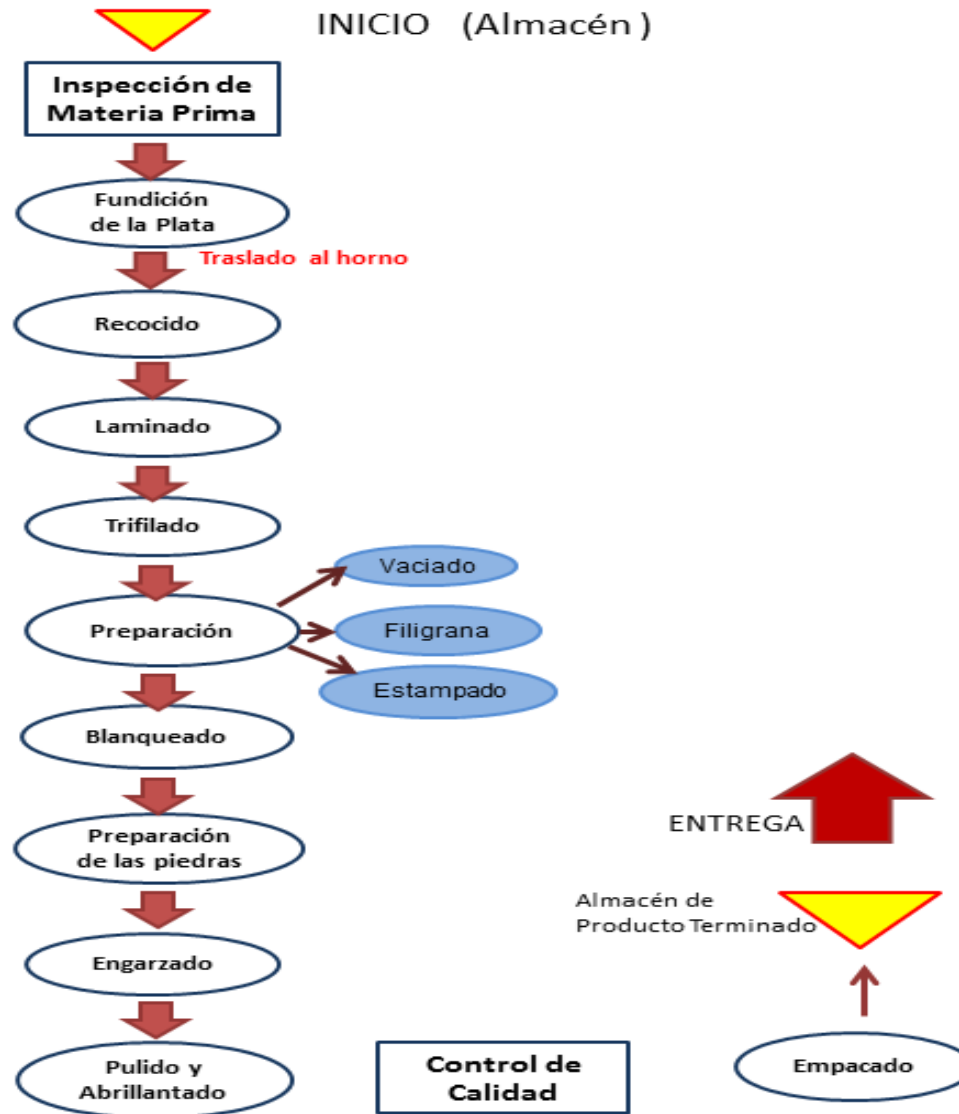 INICIO (Almacén )
Inspección de
Materia Prima
Fundición
de la Plata
Traslado al horno
Recocido
Laminado
Trifilado
Preparación
Vaciado
Filigrana
Estampado
Blanqueado
Preparación
de las piedras
Engarzado
Pulido y
Abrillantado
Control de
Calidad
Empacado
Almacén de
Producto Terminado
ENTREGA